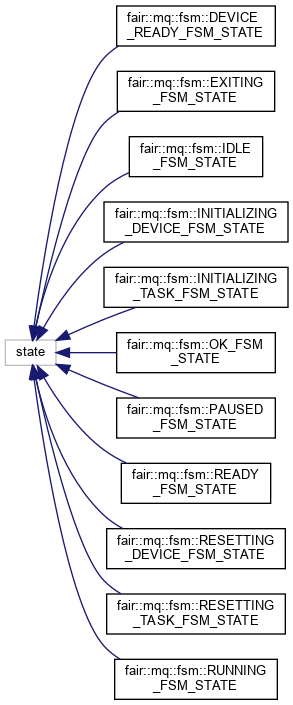 fair::mq::fsm::DEVICE
_READY_FSM_STATE
fair::mq::fsm::EXITING
_FSM_STATE
fair::mq::fsm::IDLE
_FSM_STATE
fair::mq::fsm::INITIALIZING
_DEVICE_FSM_STATE
fair::mq::fsm::INITIALIZING
_TASK_FSM_STATE
state
fair::mq::fsm::OK_FSM
_STATE
fair::mq::fsm::PAUSED
_FSM_STATE
fair::mq::fsm::READY
_FSM_STATE
fair::mq::fsm::RESETTING
_DEVICE_FSM_STATE
fair::mq::fsm::RESETTING
_TASK_FSM_STATE
fair::mq::fsm::RUNNING
_FSM_STATE